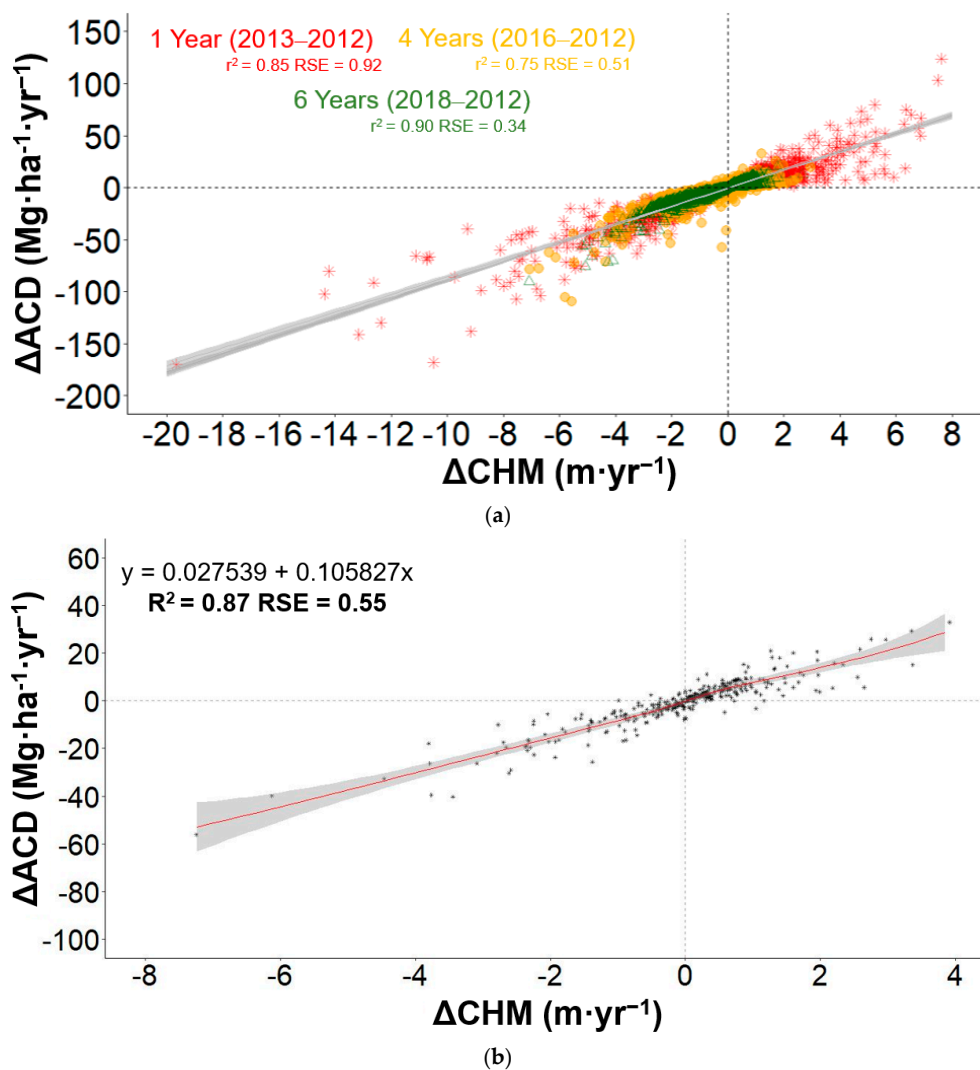 1 Year (2013–2012) 4 Years (2016–2012)
r² = 0.85 RSE = 0.92 r² = 0.75 RSE = 0.51
6 Years (2018–2012)
r² = 0.90 RSE = 0.34
150
100
50
0
-50
-100
-150
-200
ΔACD (Mg·ha⁻¹·yr⁻¹)
-20 -18 -16 -14 -12 -10 -8 -6 -4 -2 0 2 4 6 8
ΔCHM (m·yr⁻¹)
(a)
y = 0.027539 + 0.105827x
R² = 0.87 RSE = 0.55
60
40
20
0
-20
-40
-60
-80
-100
ΔACD (Mg·ha⁻¹·yr⁻¹)
-8 -6 -4 -2 0 2 4
ΔCHM (m·yr⁻¹)
(b)